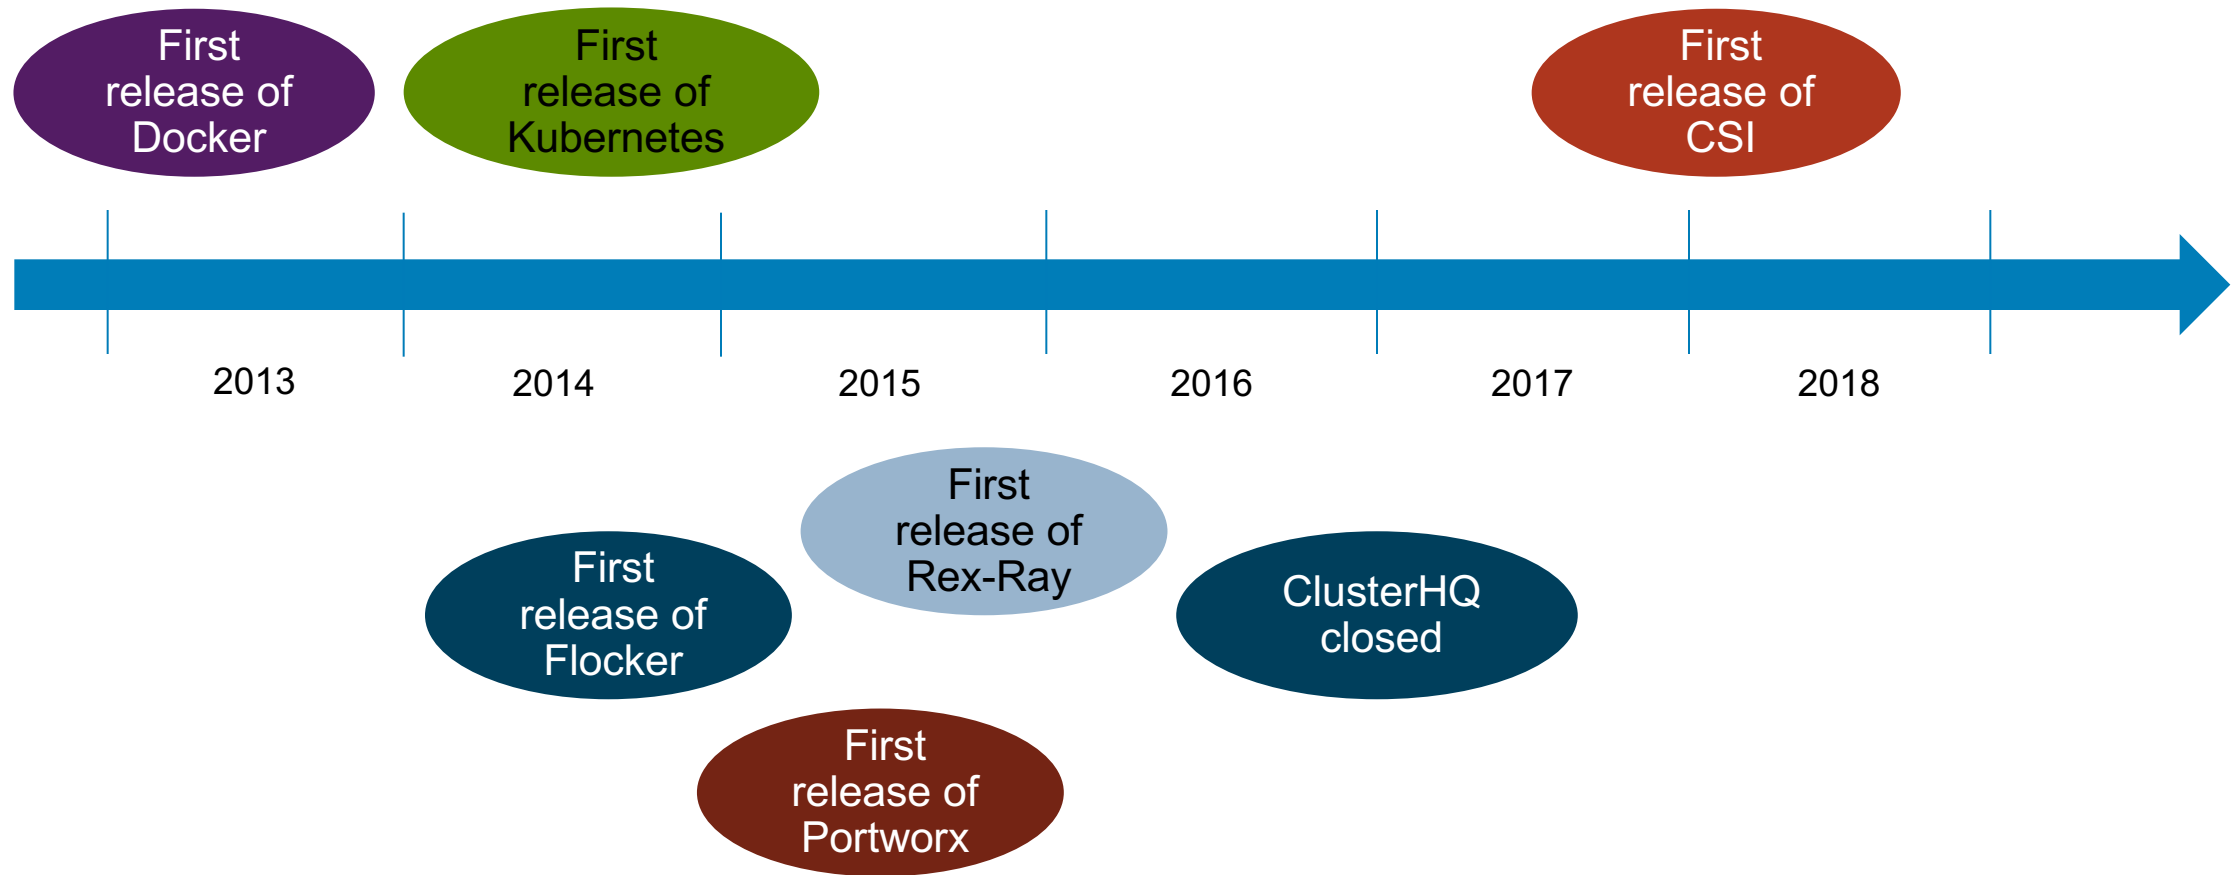 First
release of
Docker
First
release of
Kubernetes
First
release of
CSI
2013
2014
2015
2016
2017
2018
First
release of
Rex-Ray
First
release of
Flocker
ClusterHQ
closed
First
release of
Portworx